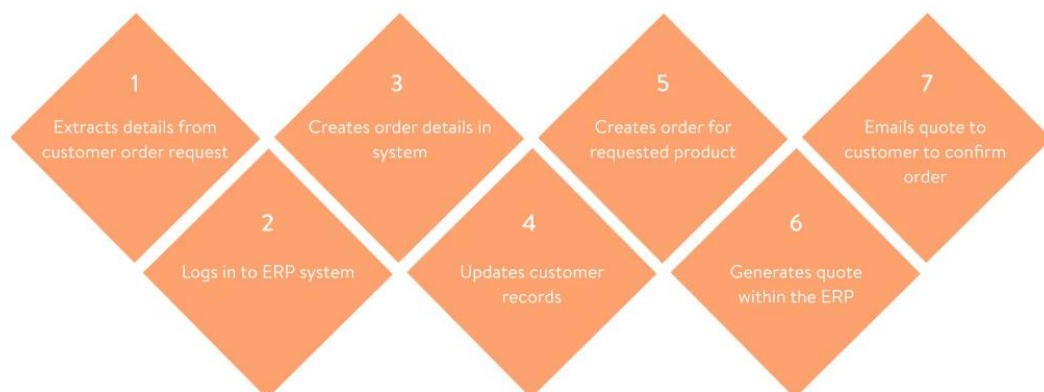 1
Extracts details from
customer order request
2
Logs in to ERP system
3
Creates order details in
system
4
Updates customer
records
5
Creates order for
requested product
6
Generates quote
within the ERP
7
Emails quote to
customer to confirm
order